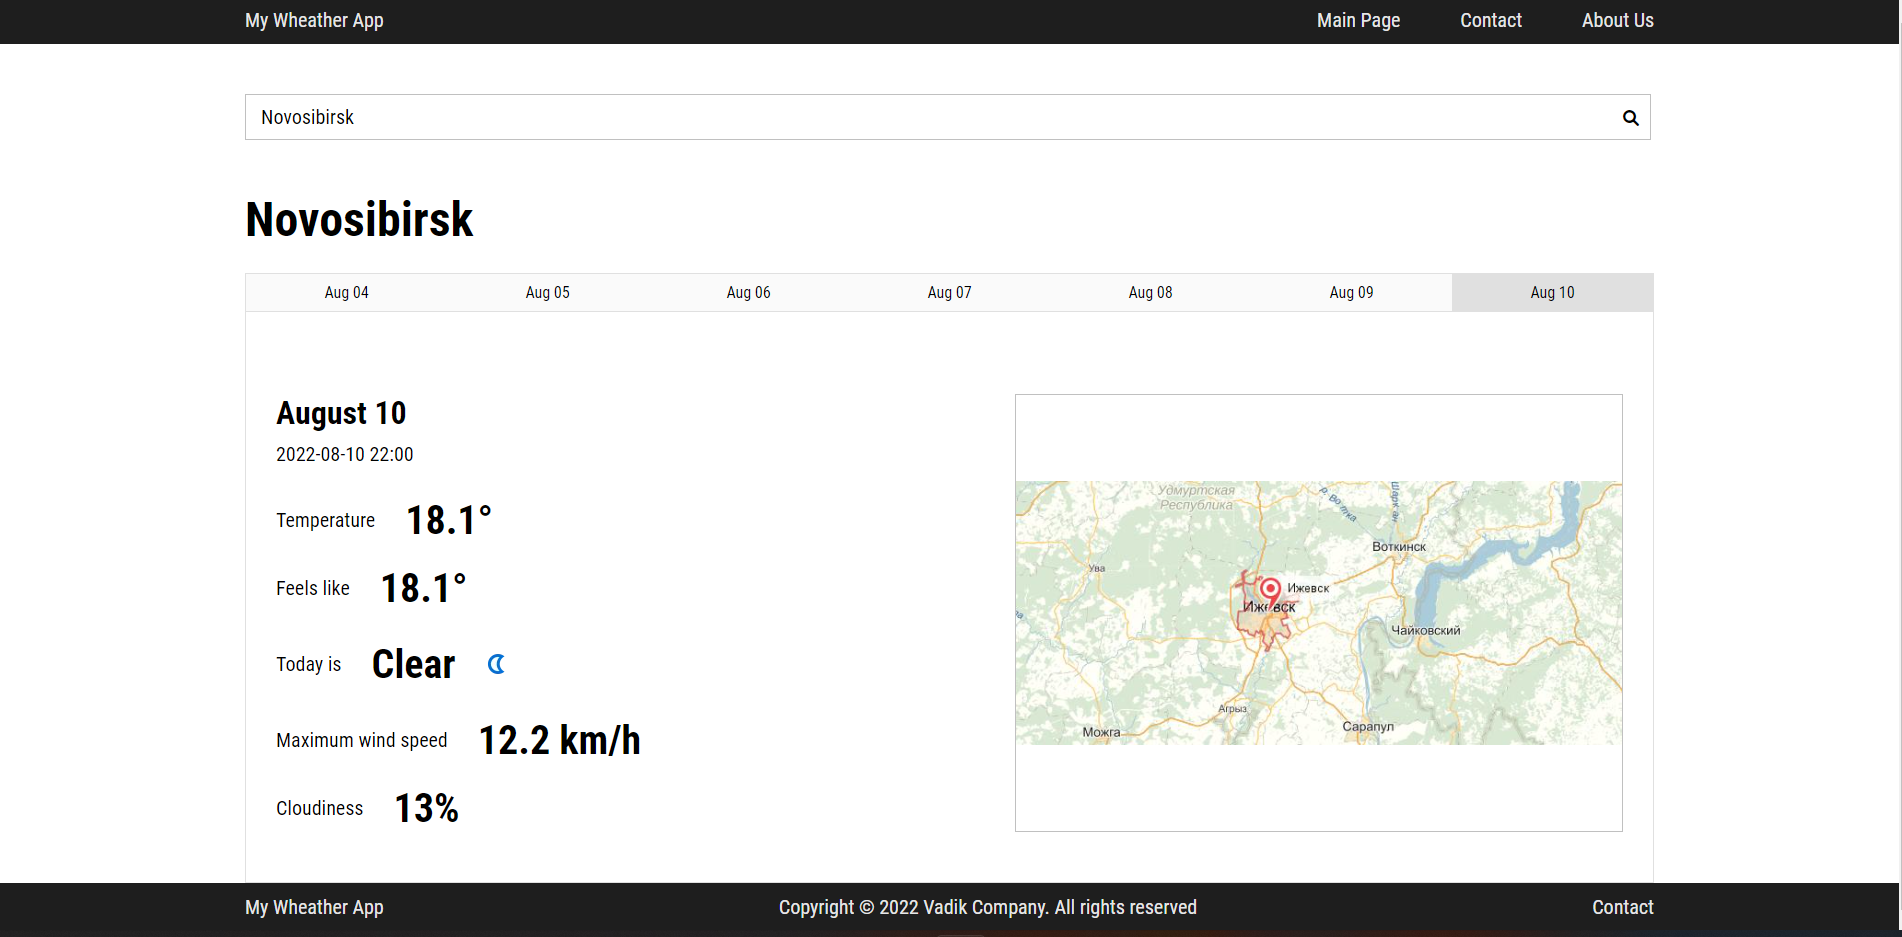 My Wheather App Main Page Contact About Us
Novosibirsk
Novosibirsk
Aug 04 Aug 05 Aug 06 Aug 07 Aug 08 Aug 09 Aug 10
August 10
2022-08-10 22:00
Temperature 18.1°
Feels like 18.1°
Today is Clear
Maximum wind speed 12.2 km/h
Cloudiness 13%
Удмуртская
Республика
Воткинск
Ува
Ижевск
Ижевск
Чайковский
Агрыз
Сарапул
Можга
My Wheather App Copyright © 2022 Vadik Company. All rights reserved Contact